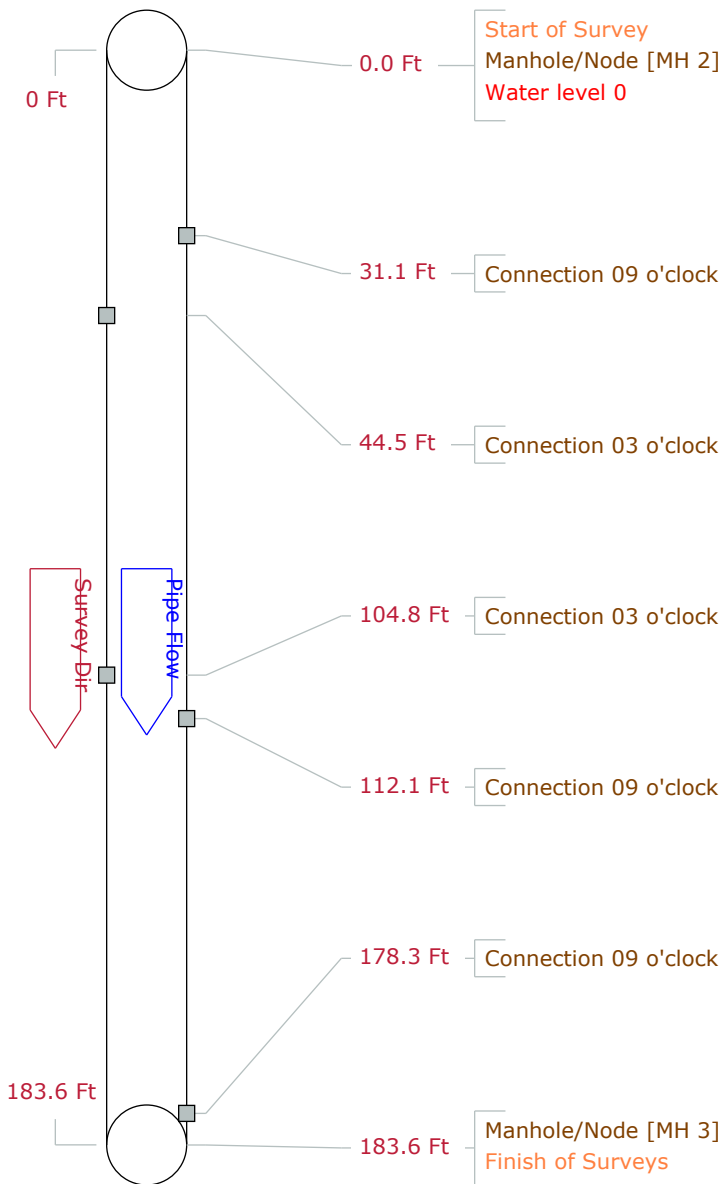 Start of Survey
0.0 Ft
Manhole/Node [MH 2]
Water level 0
0 Ft
31.1 Ft
Connection 09 o'clock
44.5 Ft
Connection 03 o'clock
Survey Dir
Pipe Flow
104.8 Ft
Connection 03 o'clock
112.1 Ft
Connection 09 o'clock
178.3 Ft
Connection 09 o'clock
183.6 Ft
183.6 Ft
Manhole/Node [MH 3]
Finish of Surveys